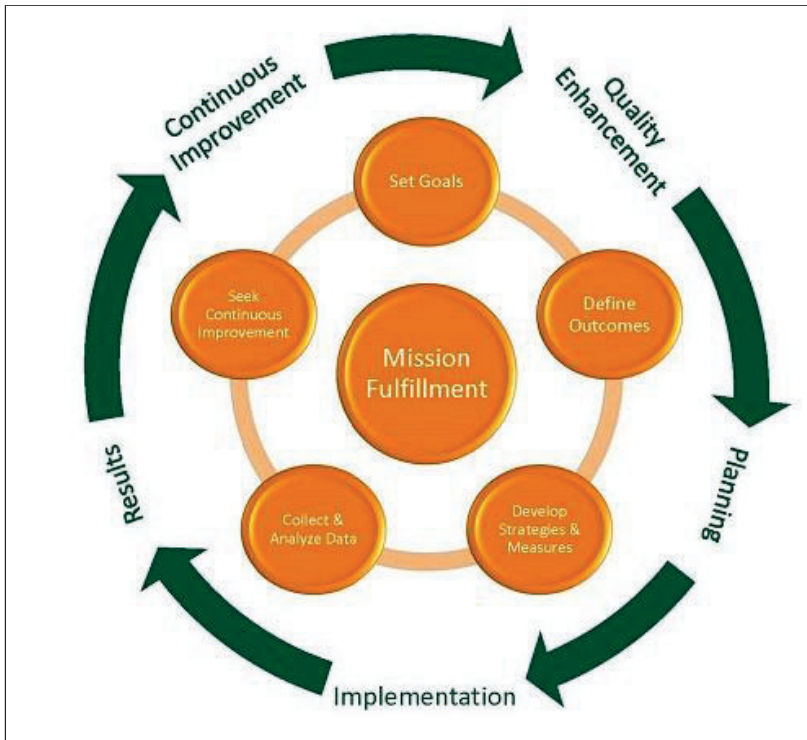 Continuous
Improvement
Quality
Enhancement
Set Goals
Seek
Continuous
Improvement
Define
Outcomes
Mission
Fulfillment
Results
Planning
Collect &
Analyze Data
Develop
Strategies &
Measures
Implementation